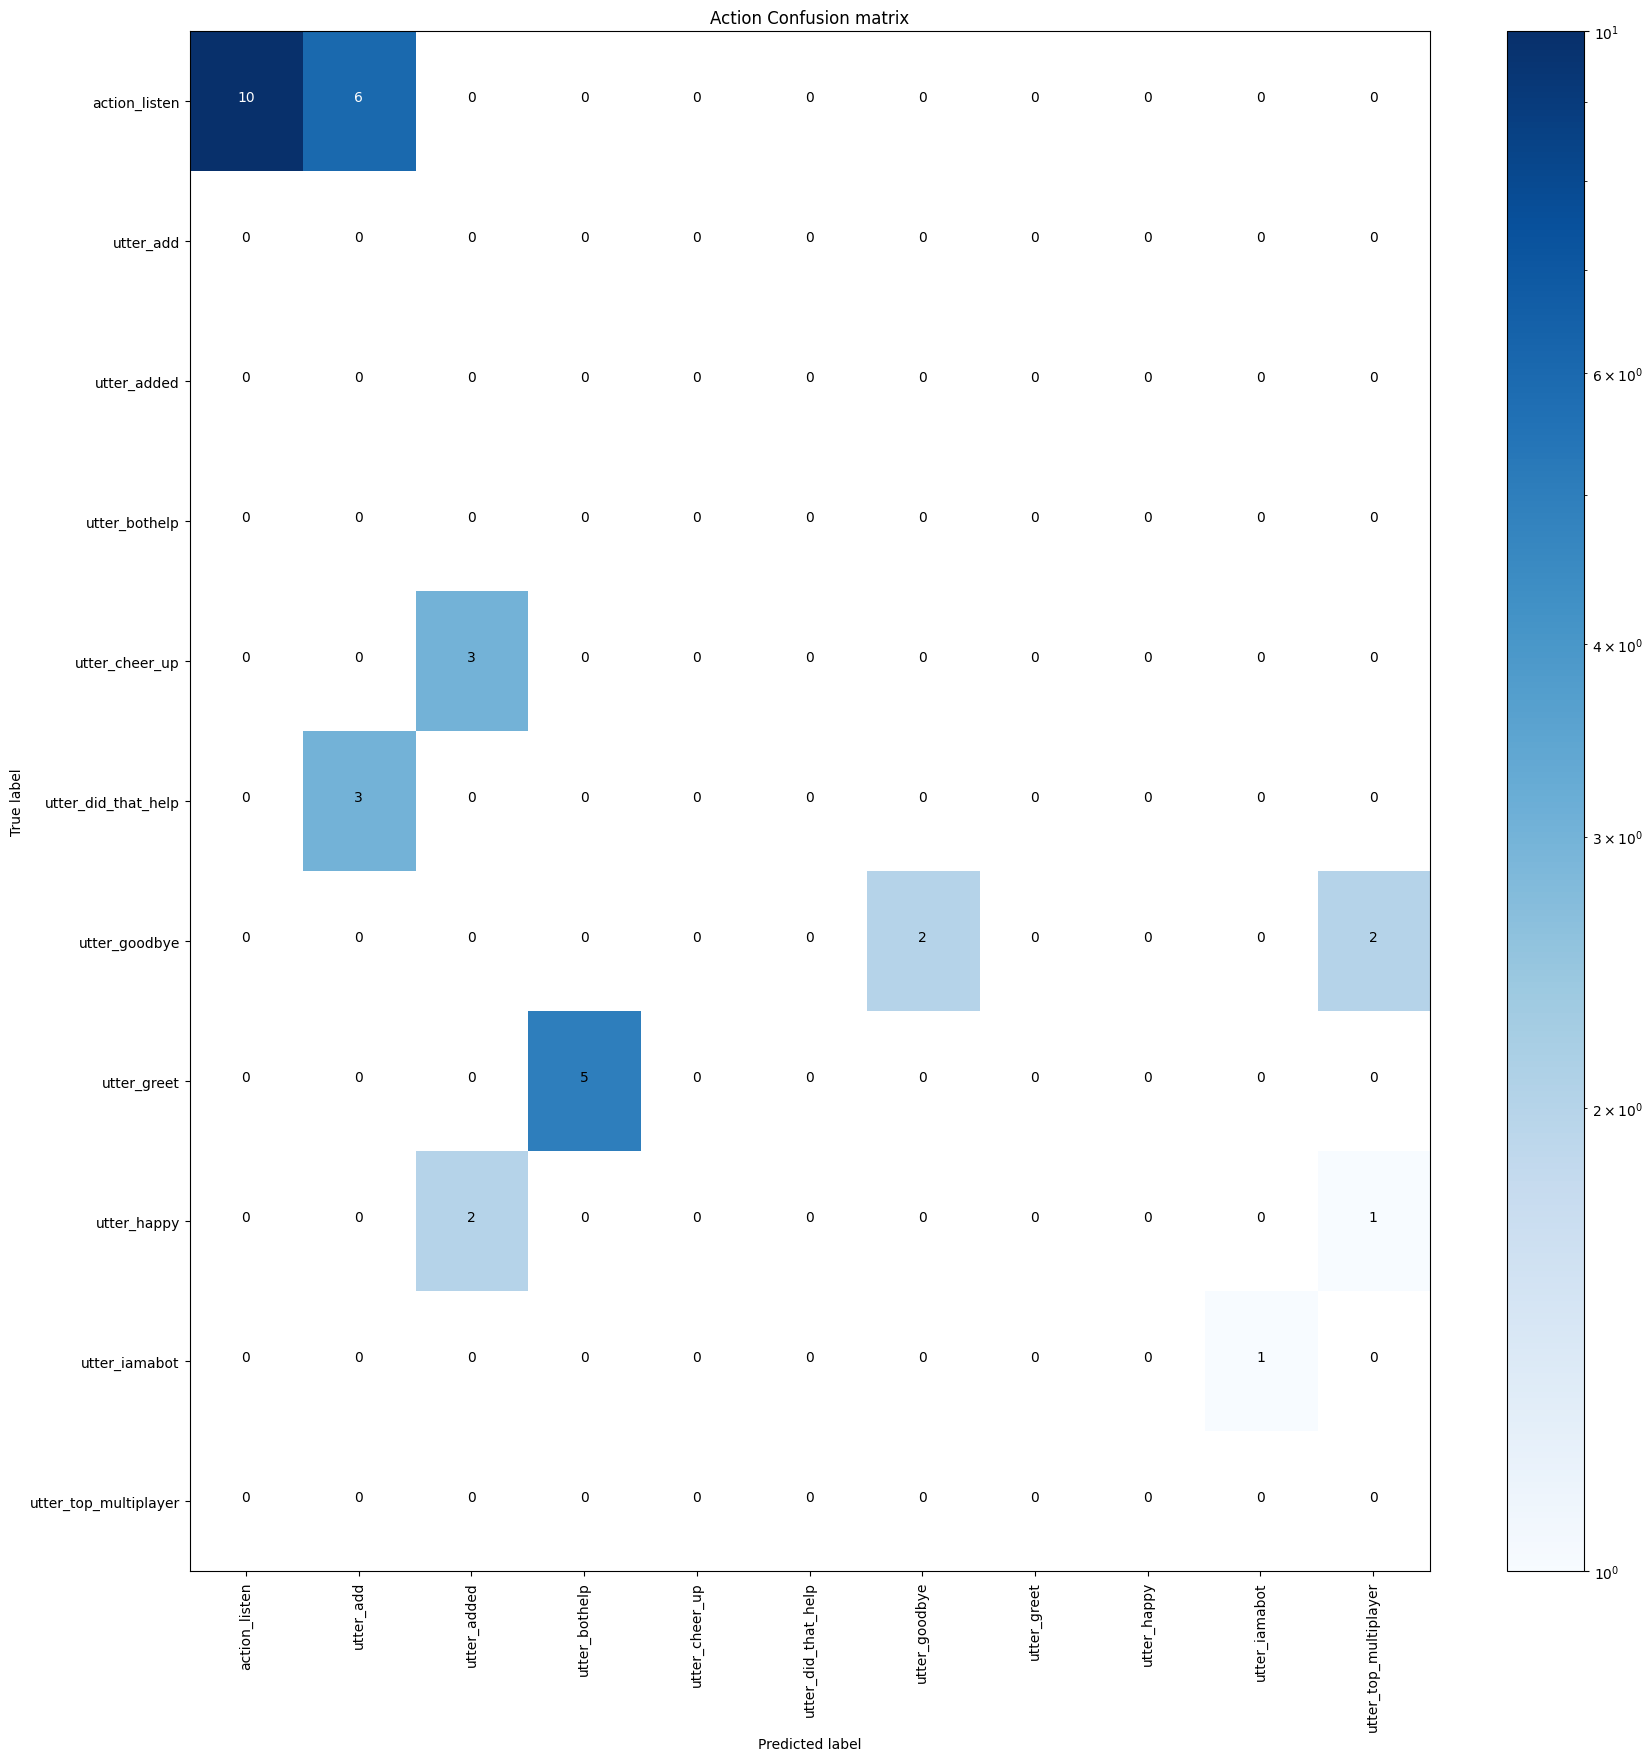 Action Confusion matrix
action_listen 10 6 0 0 0 0 0 0 0 0 0
utter_add 0 0 0 0 0 0 0 0 0 0 0
utter_added 0 0 0 0 0 0 0 0 0 0 0
utter_bothelp 0 0 0 0 0 0 0 0 0 0 0
utter_cheer_up 0 0 3 0 0 0 0 0 0 0 0
utter_did_that_help 0 3 0 0 0 0 0 0 0 0 0
utter_goodbye 0 0 0 0 0 0 2 0 0 0 2
utter_greet 0 0 0 5 0 0 0 0 0 0 0
utter_happy 0 0 2 0 0 0 0 0 0 0 1
utter_iamabot 0 0 0 0 0 0 0 0 0 1 0
utter_top_multiplayer 0 0 0 0 0 0 0 0 0 0 0
True label
action_listen
utter_add
utter_added
utter_bothelp
utter_cheer_up
utter_did_that_help
utter_goodbye
utter_greet
utter_happy
utter_iamabot
utter_top_multiplayer
Predicted label
10¹
6 × 10⁰
4 × 10⁰
3 × 10⁰
2 × 10⁰
10⁰